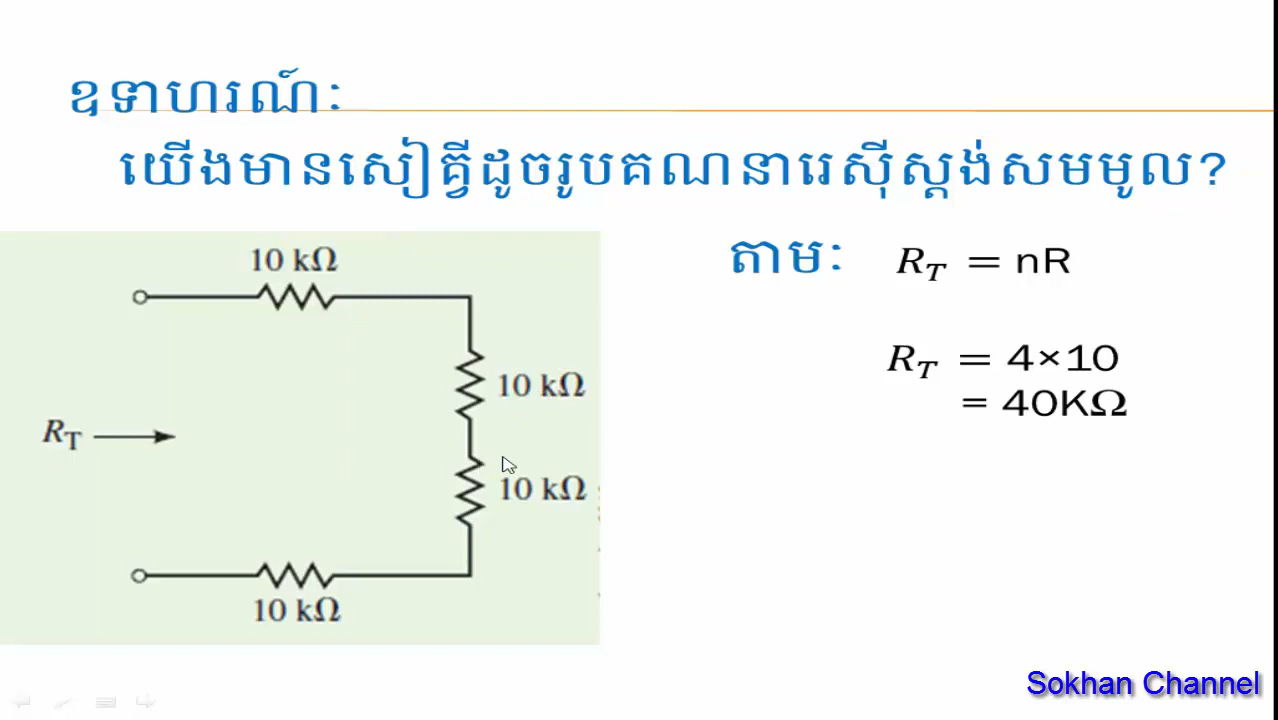 ឧទាហរណ៍ៈ
យើងមានសៀគ្វីដូចរូបគណនារេស៊ីស្តង់សមមូល?
តាមៈ R_T = nR
R_T = 4×10
= 40KΩ
10 kΩ
10 kΩ
R_T
10 kΩ
10 kΩ
Sokhan Channel